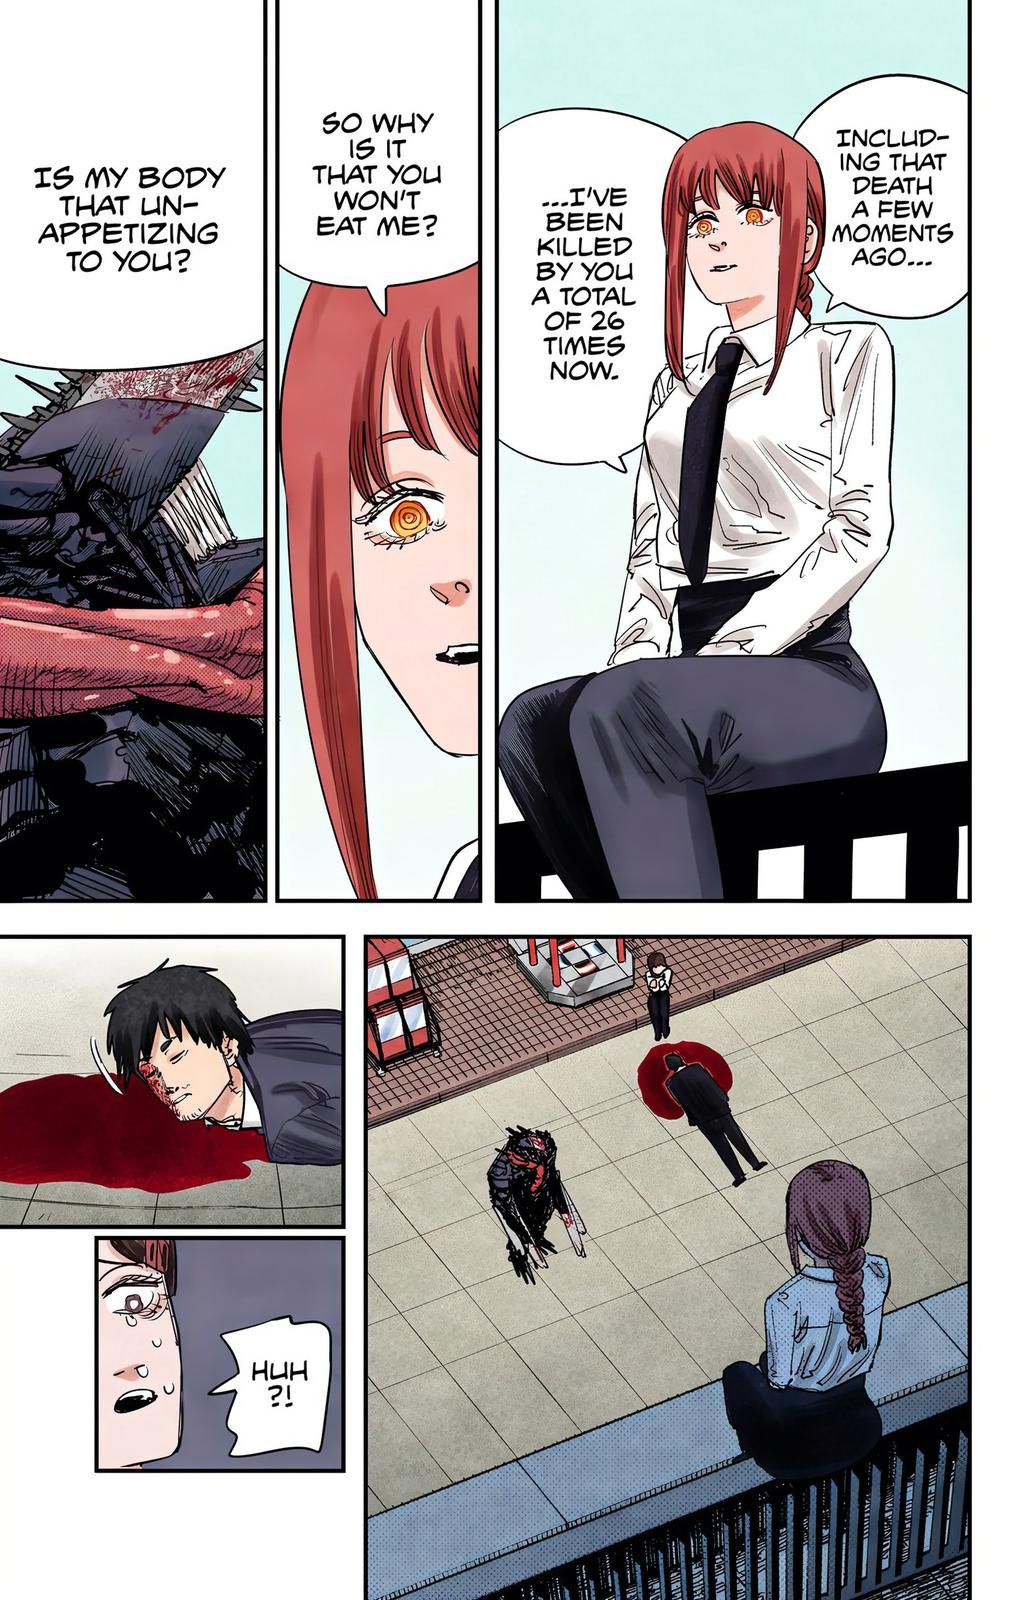 INCLUD-
ING THAT
DEATH
A FEW
MOMENTS
AGO...
...I'VE
BEEN
KILLED
BY YOU
A TOTAL
OF 26
TIMES
NOW.
SO WHY
IS IT
THAT YOU
WON'T
EAT ME?
IS MY BODY
THAT UN-
APPETIZING
TO YOU?
HUH
?!